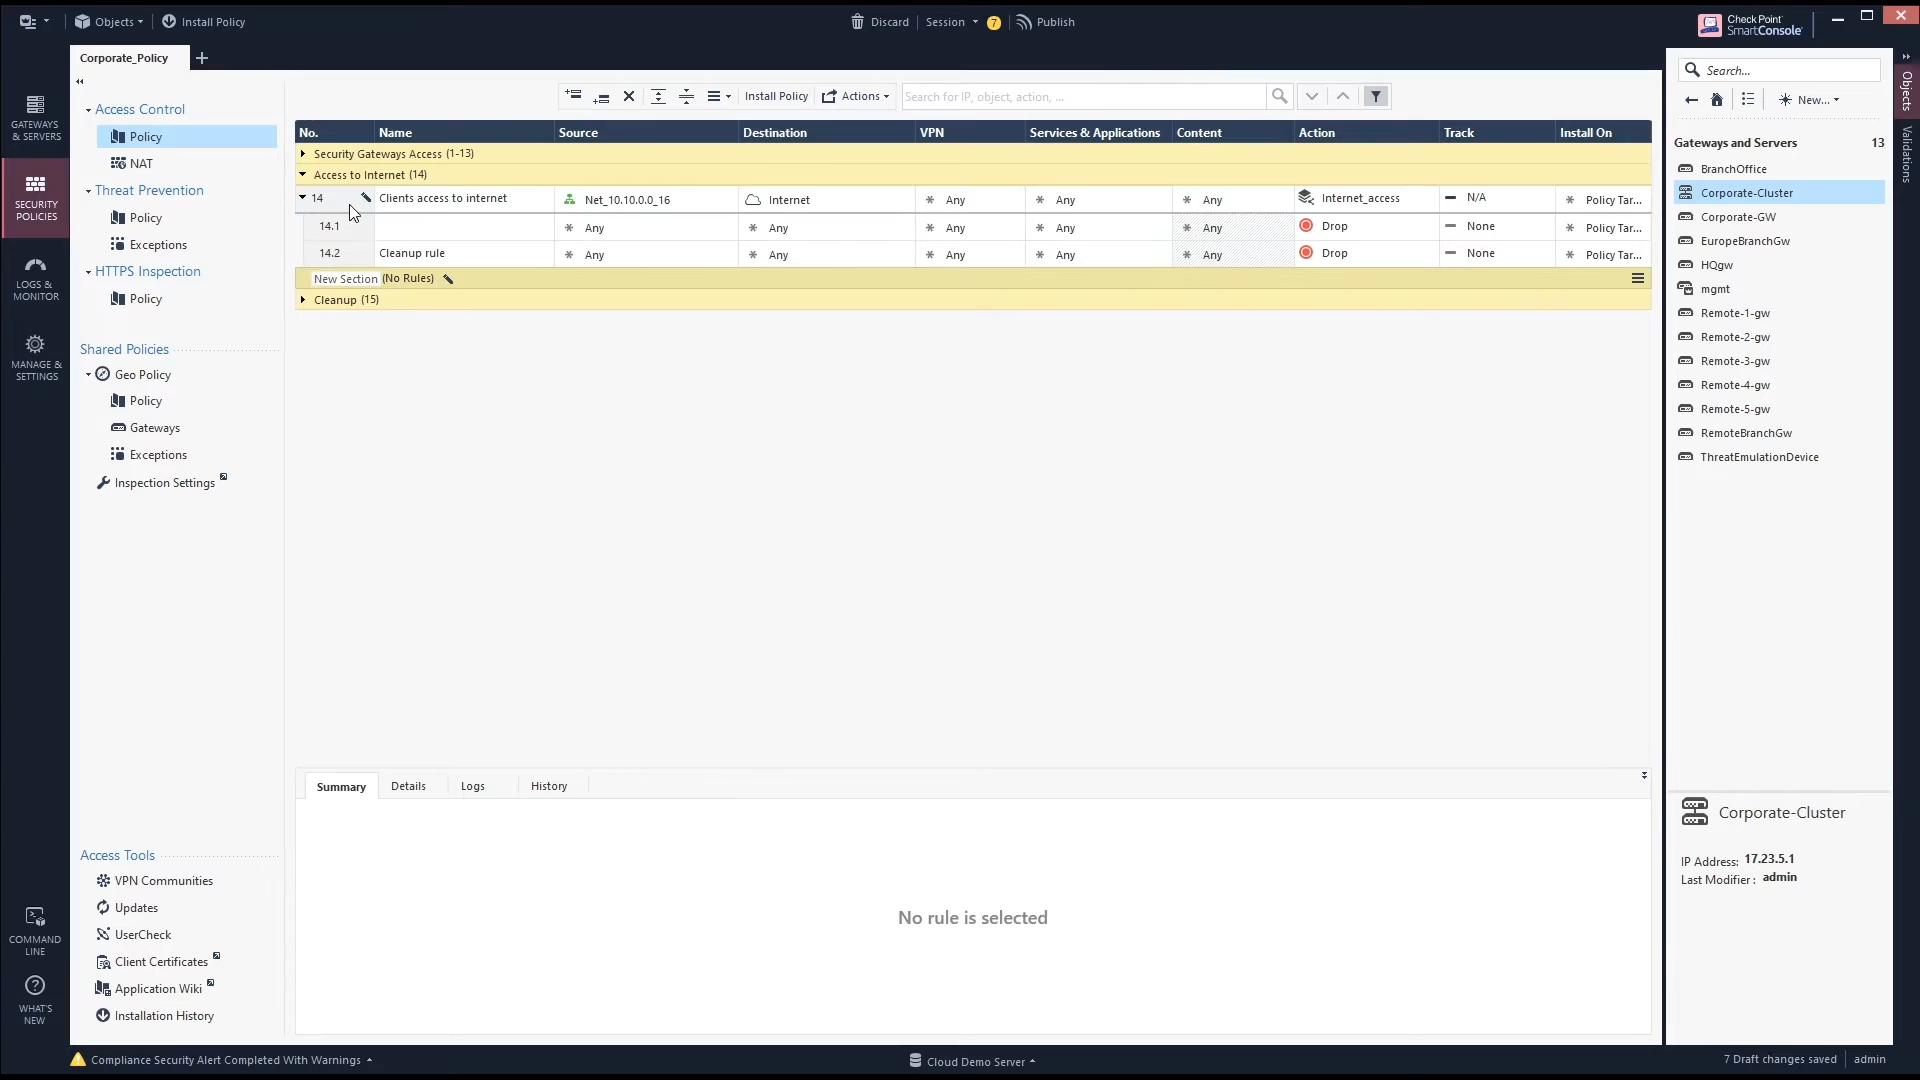 Objects
Install Policy
Discard
Session
7
Publish
Check Point
SmartConsole
Corporate_Policy
GATEWAYS
& SERVERS
SECURITY
POLICIES
LOGS &
MONITOR
MANAGE &
SETTINGS
COMMAND
LINE
WHAT'S
NEW
Access Control
Policy
NAT
Threat Prevention
Policy
Exceptions
HTTPS Inspection
Policy
Shared Policies
Geo Policy
Policy
Gateways
Exceptions
Inspection Settings
Access Tools
VPN Communities
Updates
UserCheck
Client Certificates
Application Wiki
Installation History
Install Policy
Actions
Search for IP, object, action, ...
No. Name Source Destination VPN Services & Applications Content Action Track Install On
Security Gateways Access (1-13)
Access to Internet (14)
14 Clients access to internet Net_10.10.0.0_16 Internet Any Any Any Internet_access N/A Policy Tar...
14.1 Any Any Any Any Any Drop None Policy Tar...
14.2 Cleanup rule Any Any Any Any Any Drop None Policy Tar...
New Section (No Rules)
Cleanup (15)
Summary
Details
Logs
History
No rule is selected
Search...
New...
Gateways and Servers 13
BranchOffice
Corporate-Cluster
Corporate-GW
EuropeBranchGw
HQgw
mgmt
Remote-1-gw
Remote-2-gw
Remote-3-gw
Remote-4-gw
Remote-5-gw
RemoteBranchGw
ThreatEmulationDevice
Corporate-Cluster
IP Address: 17.23.5.1
Last Modifier : admin
Objects
Validations
Compliance Security Alert Completed With Warnings
Cloud Demo Server
7 Draft changes saved
admin